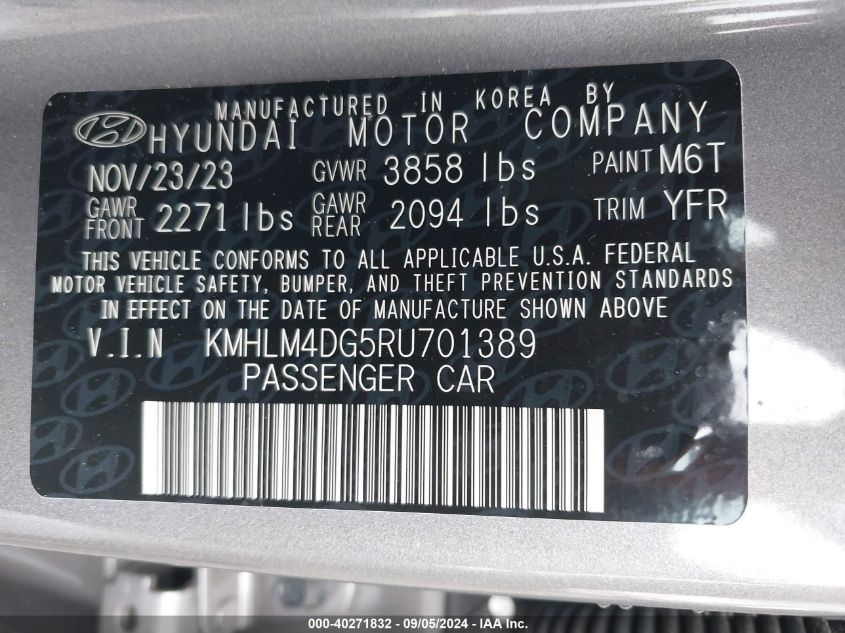 MANUFACTURED IN KOREA BY
HYUNDAI MOTOR COMPANY
NOV/23/23 GVWR 3858 lbs PAINT M6T
GAWR FRONT 2271 lbs GAWR REAR 2094 lbs TRIM YFR
THIS VEHICLE CONFORMS TO ALL APPLICABLE U.S.A. FEDERAL
MOTOR VEHICLE SAFETY, BUMPER, AND THEFT PREVENTION STANDARDS
IN EFFECT ON THE DATE OF MANUFACTURE SHOWN ABOVE
V.I.N KMHLM4DG5RU701389
PASSENGER CAR
000-40271832 - 09/05/2024 - IAA Inc.